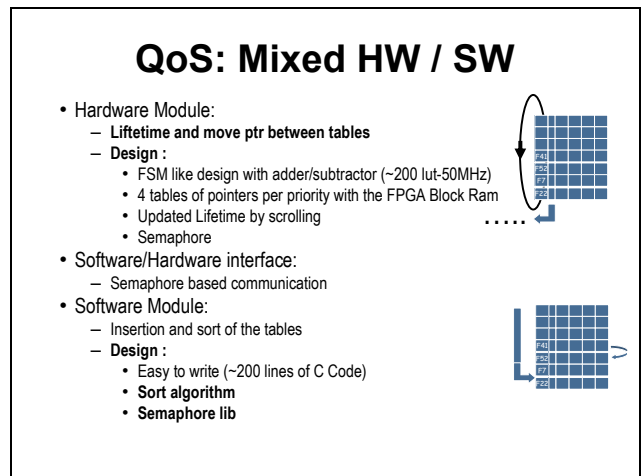 QoS: Mixed HW / SW
• Hardware Module:
– Liftetime and move ptr between tables
– Design :
• FSM like design with adder/subtractor (~200 lut-50MHz)
• 4 tables of pointers per priority with the FPGA Block Ram
• Updated Lifetime by scrolling
• Semaphore
• Software/Hardware interface:
– Semaphore based communication
• Software Module:
– Insertion and sort of the tables
– Design :
• Easy to write (~200 lines of C Code)
• Sort algorithm
• Semaphore lib
F41
F52
F7
F22
.....
F41
F52
F7
F22